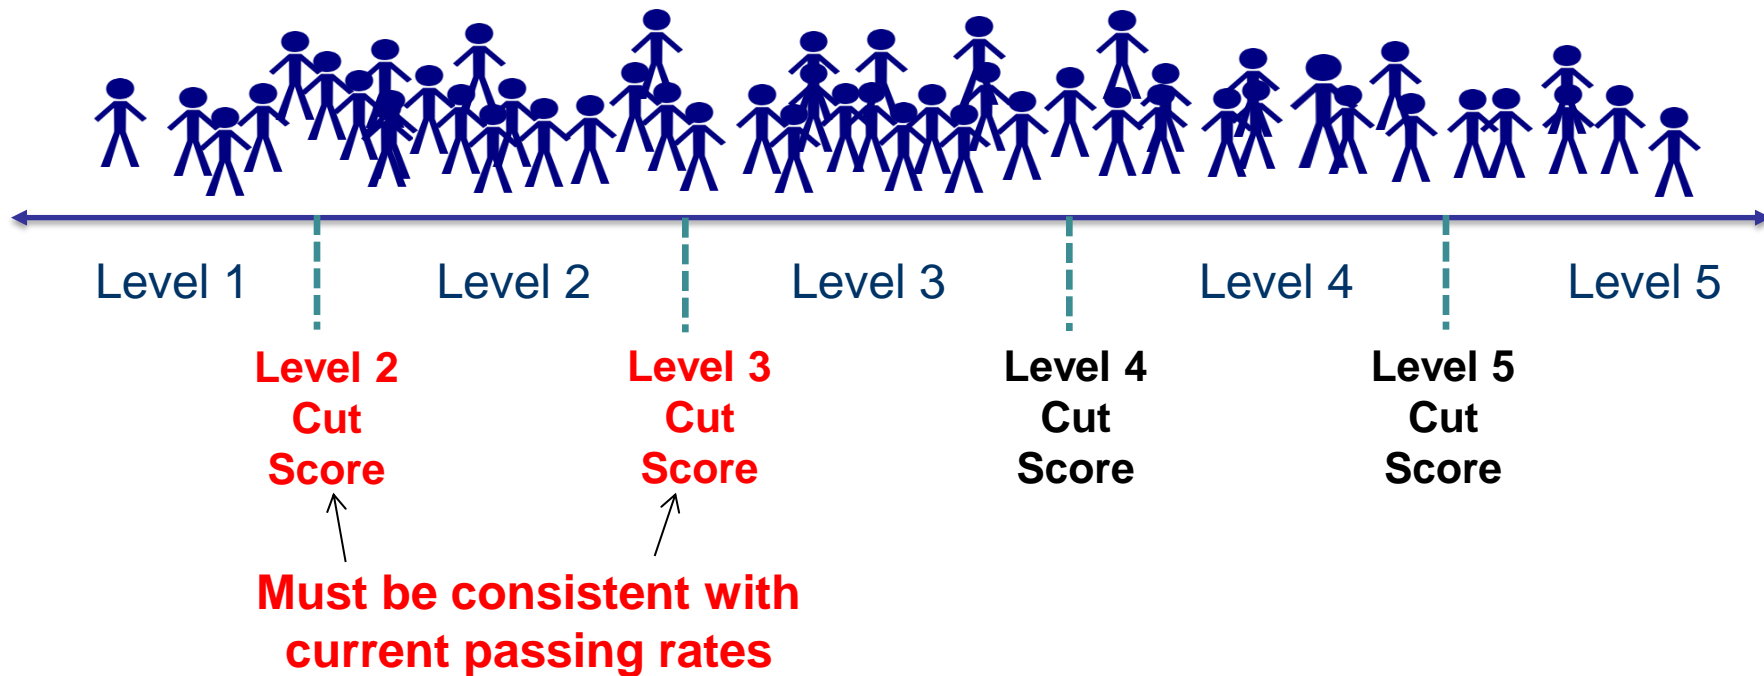 Level 1
Level 2
Level 3
Level 4
Level 5
Level 2
Cut
Score
Level 3
Cut
Score
Level 4
Cut
Score
Level 5
Cut
Score
Must be consistent with
current passing rates